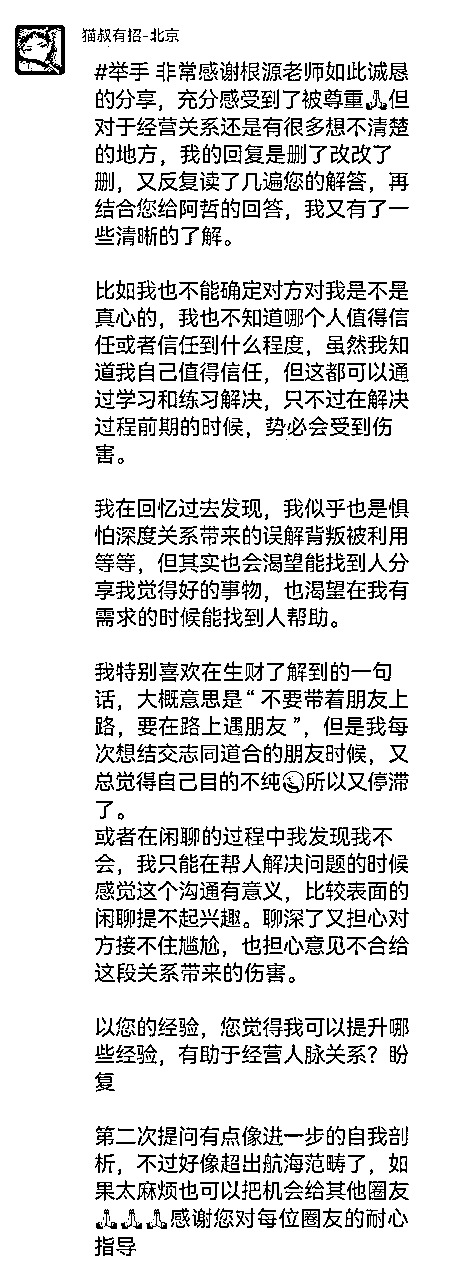 猫叔有招-北京
#举手 非常感谢根源老师如此诚恳
的分享，充分感受到了被尊重🙏但
对于经营关系还是有很多想不清楚
的地方，我的回复是删了改改了
删，又反复读了几遍您的解答，再
结合您给阿哲的回答，我又有了一
些清晰的了解。
比如我也不能确定对方对我是不是
真心的，我也不知道哪个人值得信
任或者信任到什么程度，虽然我知
道我自己值得信任，但这都可以通
过学习和练习解决，只不过在解决
过程前期的时候，势必会受到伤
害。
我在回忆过去发现，我似乎也是惧
怕深度关系带来的误解背叛被利用
等等，但其实也会渴望能找到人分
享我觉得好的事物，也渴望在我有
需求的时候能找到人帮助。
我特别喜欢在生财了解到的一句
话，大概意思是“不要带着朋友上
路，要在路上遇朋友”，但是我每
次想结交志同道合的朋友时候，又
总觉得自己目的不纯🌚所以又停滞
了。
或者在闲聊的过程中我发现我不
会，我只能在帮人解决问题的时候
感觉这个沟通有意义，比较表面的
闲聊提不起兴趣。聊深了又担心对
方接不住尴尬，也担心意见不合给
这段关系带来的伤害。
以您的经验，您觉得我可以提升哪
些经验，有助于经营人脉关系？盼
复
第二次提问有点像进一步的自我剖
析，不过好像超出航海范畴了，如
果太麻烦也可以把机会给其他圈友
🙏🙏🙏感谢您对每位圈友的耐心
指导